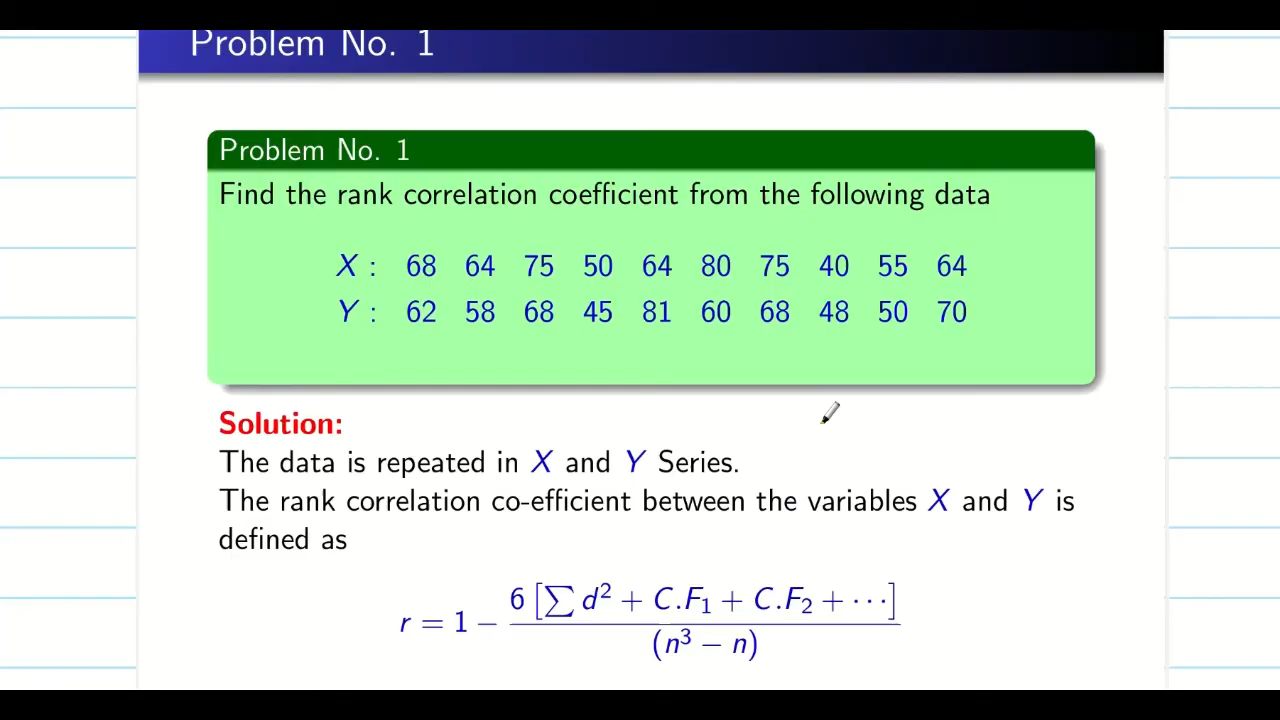 Problem No. 1
Problem No. 1
Find the rank correlation coefficient from the following data
X : 68 64 75 50 64 80 75 40 55 64
Y : 62 58 68 45 81 60 68 48 50 70
Solution:
The data is repeated in X and Y Series.
The rank correlation co-efficient between the variables X and Y is
defined as
r = 1 − 6 [∑ d² + C.F₁ + C.F₂ + ⋯] / (n³ − n)